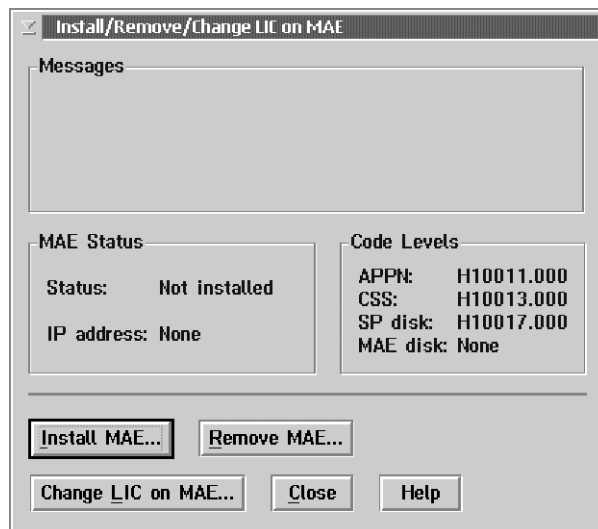 Install/Remove/Change LIC on MAE
Messages
MAE Status
Status: Not installed
IP address: None
Code Levels
APPN: H10011.000
CSS: H10013.000
SP disk: H10017.000
MAE disk: None
Install MAE...
Remove MAE...
Change LIC on MAE...
Close
Help